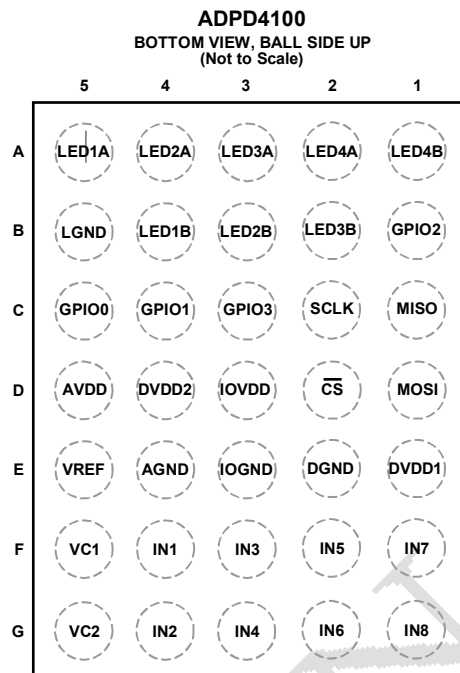 ADPD4100
BOTTOM VIEW, BALL SIDE UP
(Not to Scale)
5 4 3 2 1
A LED1A LED2A LED3A LED4A LED4B
B LGND LED1B LED2B LED3B GPIO2
C GPIO0 GPIO1 GPIO3 SCLK MISO
D AVDD DVDD2 IOVDD C̅S̅ MOSI
E VREF AGND IOGND DGND DVDD1
F VC1 IN1 IN3 IN5 IN7
G VC2 IN2 IN4 IN6 IN8